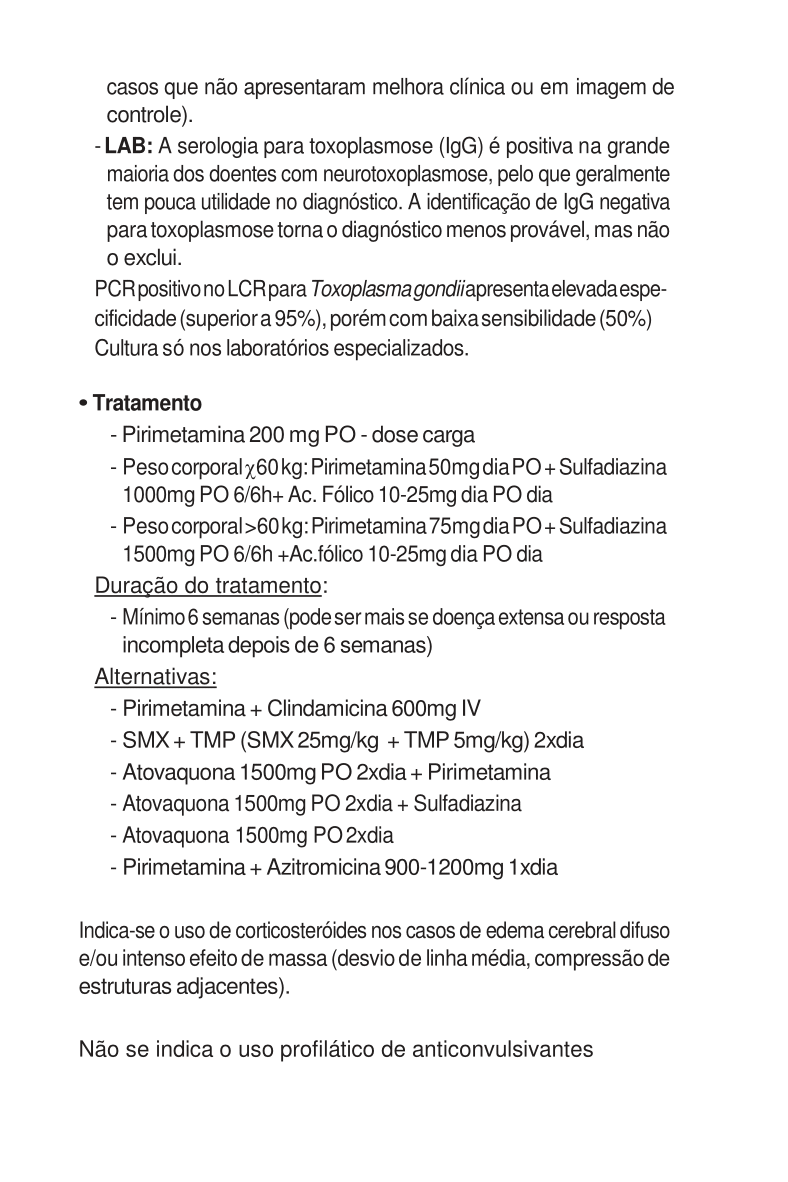 casos que não apresentaram melhora clínica ou em imagem de
controle).
- LAB: A serologia para toxoplasmose (IgG) é positiva na grande
maioria dos doentes com neurotoxoplasmose, pelo que geralmente
tem pouca utilidade no diagnóstico. A identificação de IgG negativa
para toxoplasmose torna o diagnóstico menos provável, mas não
o exclui.
PCR positivo no LCR para Toxoplasma gondii apresenta elevada espe-
cificidade (superior a 95%), porém com baixa sensibilidade (50%)
Cultura só nos laboratórios especializados.
• Tratamento
- Pirimetamina 200 mg PO - dose carga
- Peso corporal χ 60 kg: Pirimetamina 50mg dia PO + Sulfadiazina
1000mg PO 6/6h+ Ac. Fólico 10-25mg dia PO dia
- Peso corporal >60 kg: Pirimetamina 75mg dia PO + Sulfadiazina
1500mg PO 6/6h +Ac.fólico 10-25mg dia PO dia
Duração do tratamento:
- Mínimo 6 semanas (pode ser mais se doença extensa ou resposta
incompleta depois de 6 semanas)
Alternativas:
- Pirimetamina + Clindamicina 600mg IV
- SMX + TMP (SMX 25mg/kg + TMP 5mg/kg) 2xdia
- Atovaquona 1500mg PO 2xdia + Pirimetamina
- Atovaquona 1500mg PO 2xdia + Sulfadiazina
- Atovaquona 1500mg PO 2xdia
- Pirimetamina + Azitromicina 900-1200mg 1xdia
Indica-se o uso de corticosteróides nos casos de edema cerebral difuso
e/ou intenso efeito de massa (desvio de linha média, compressão de
estruturas adjacentes).
Não se indica o uso profilático de anticonvulsivantes